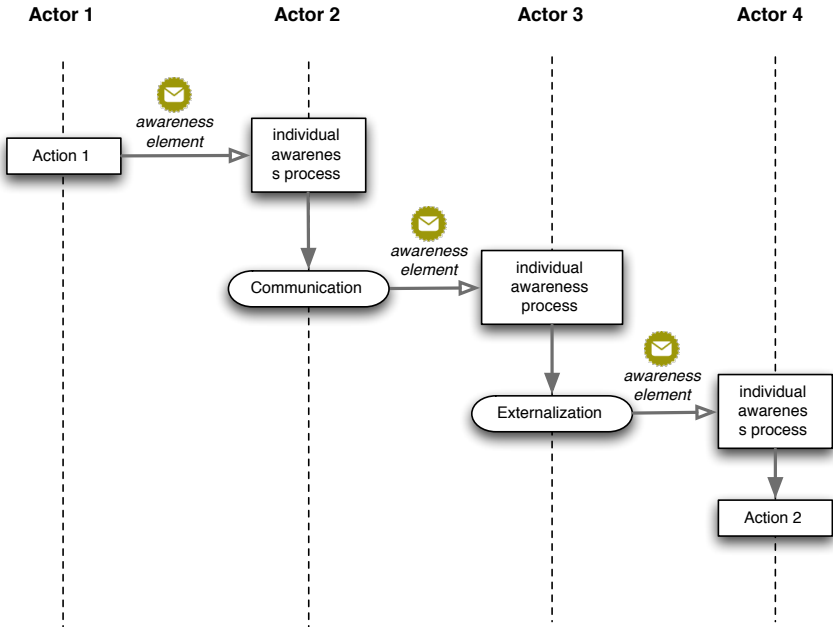 Actor 1
Actor 2
Actor 3
Actor 4
awareness
element
Action 1
individual
awarenes
s process
awareness
element
Communication
individual
awareness
process
awareness
element
Externalization
individual
awarenes
s process
Action 2